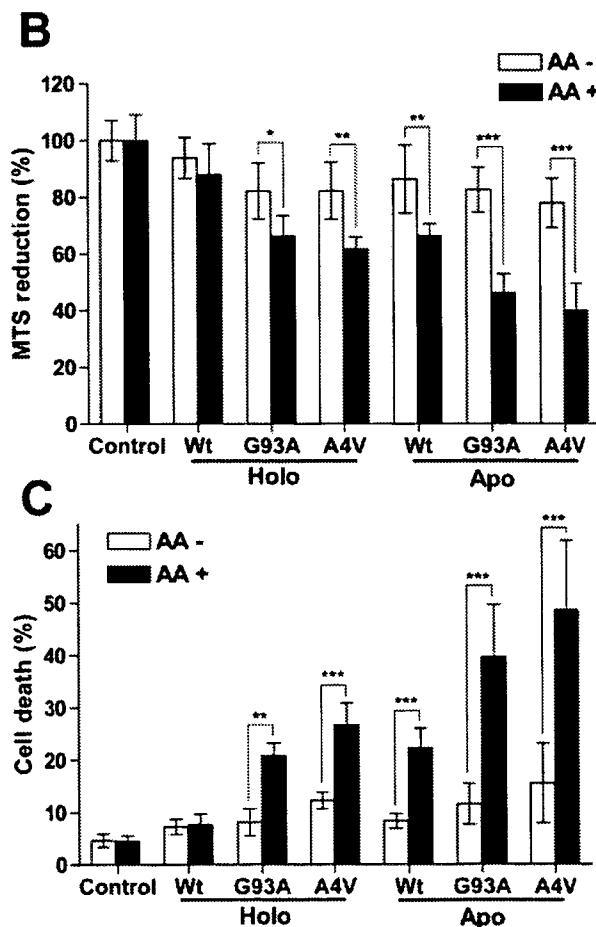 B
AA -
AA +
120
100
80
60
40
20
0
MTS reduction (%)
* ** ** *** ***
Control Wt G93A A4V Wt G93A A4V
Holo Apo
C
AA -
AA +
60
50
40
30
20
10
0
Cell death (%)
** *** *** *** ***
Control Wt G93A A4V Wt G93A A4V
Holo Apo